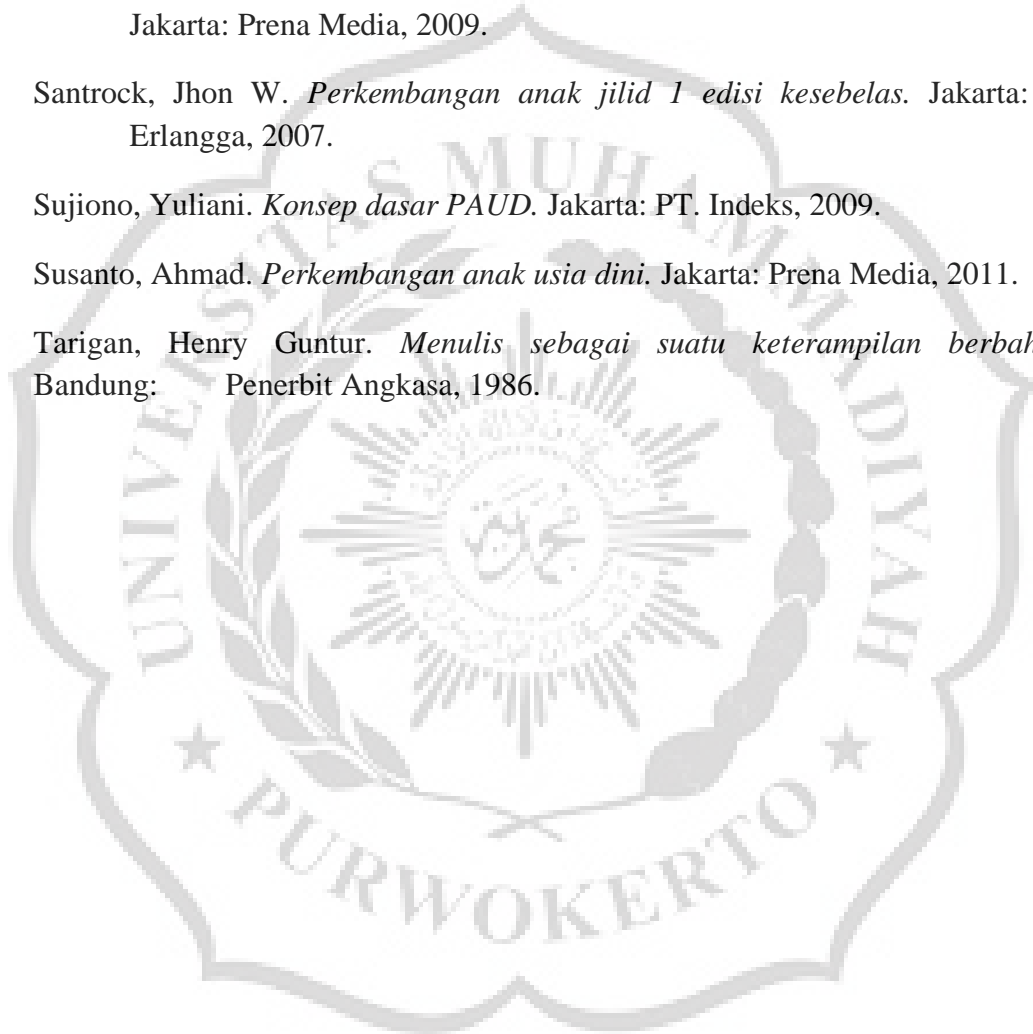 Jakarta: Prena Media, 2009.
Santrock, Jhon W. Perkembangan anak jilid 1 edisi kesebelas. Jakarta:
Erlangga, 2007.
Sujiono, Yuliani. Konsep dasar PAUD. Jakarta: PT. Indeks, 2009.
Susanto, Ahmad. Perkembangan anak usia dini. Jakarta: Prena Media, 2011.
Tarigan, Henry Guntur. Menulis sebagai suatu keterampilan
Bandung: Penerbit Angkasa, 1986.
UNIVERSITAS MUHAMMADIYAH
PURWOKERTO